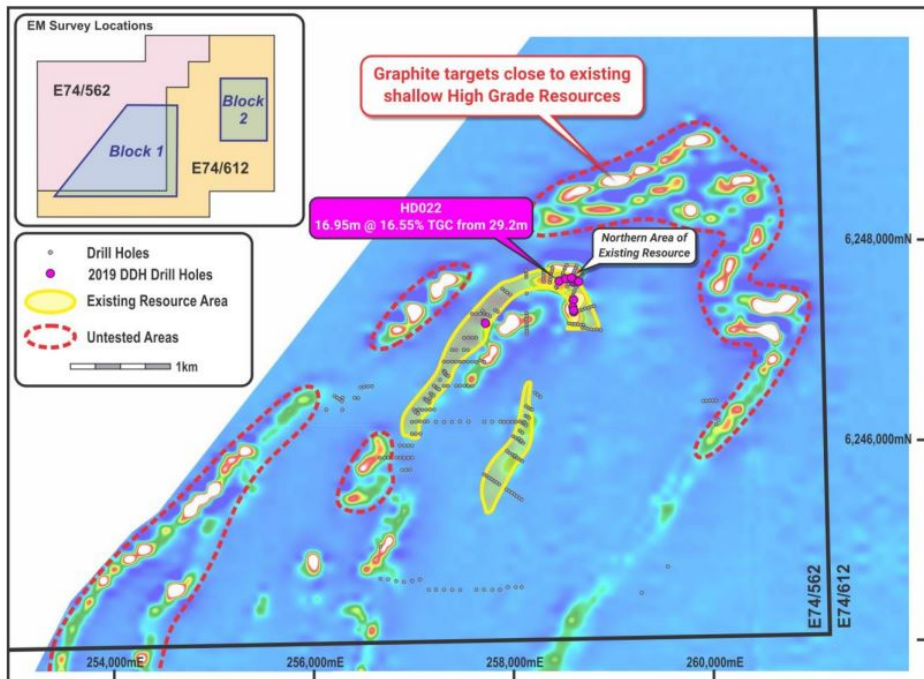 EM Survey Locations
E74/562
Block 1
Block
2
E74/612
Graphite targets close to existing
shallow High Grade Resources
HD022
16.95m @ 16.55% TGC from 29.2m
Northern Area of
Existing Resource
Drill Holes
2019 DDH Drill Holes
Existing Resource Area
Untested Areas
1km
6,248,000mN
6,246,000mN
E74/562
E74/612
254,000mE
256,000mE
258,000mE
260,000mE